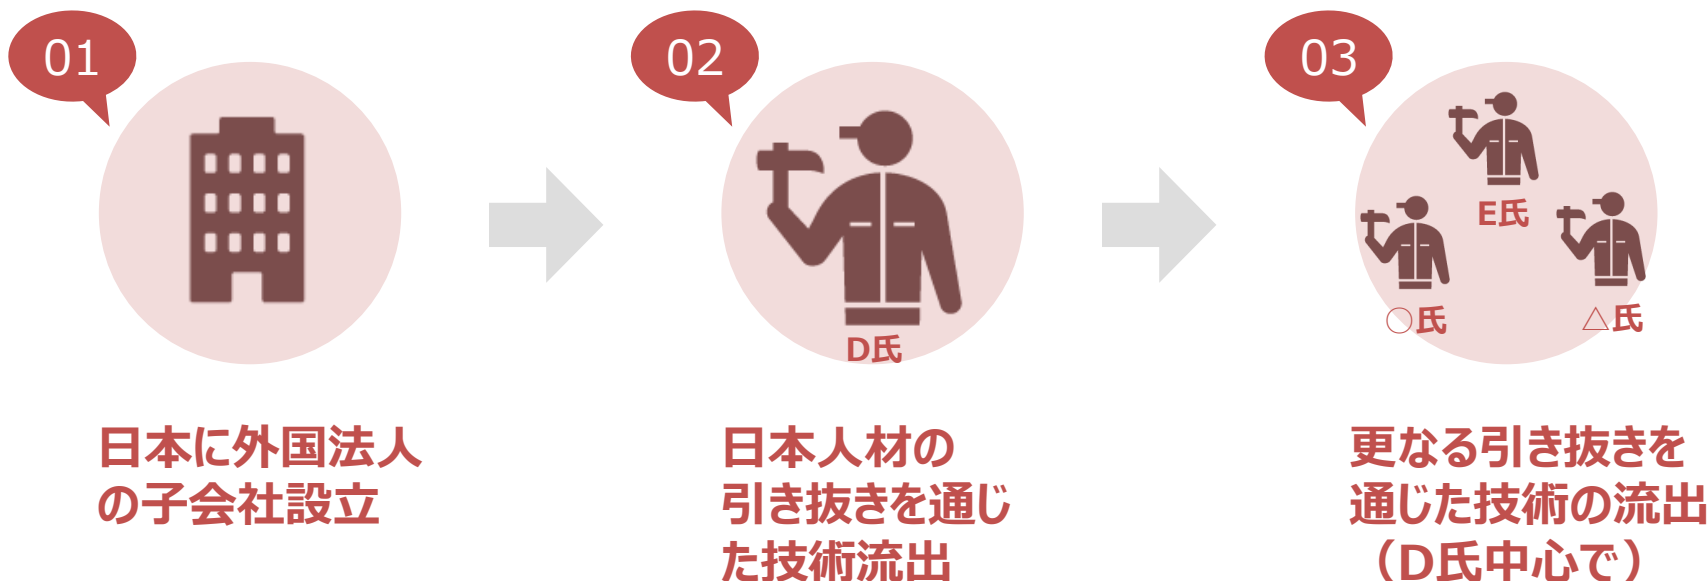 01
日本に外国法人
の子会社設立
02
D氏
日本人材の
引き抜きを通じ
た技術流出
03
E氏
○氏
△氏
更なる引き抜きを
通じた技術の流出
（D氏中心で）